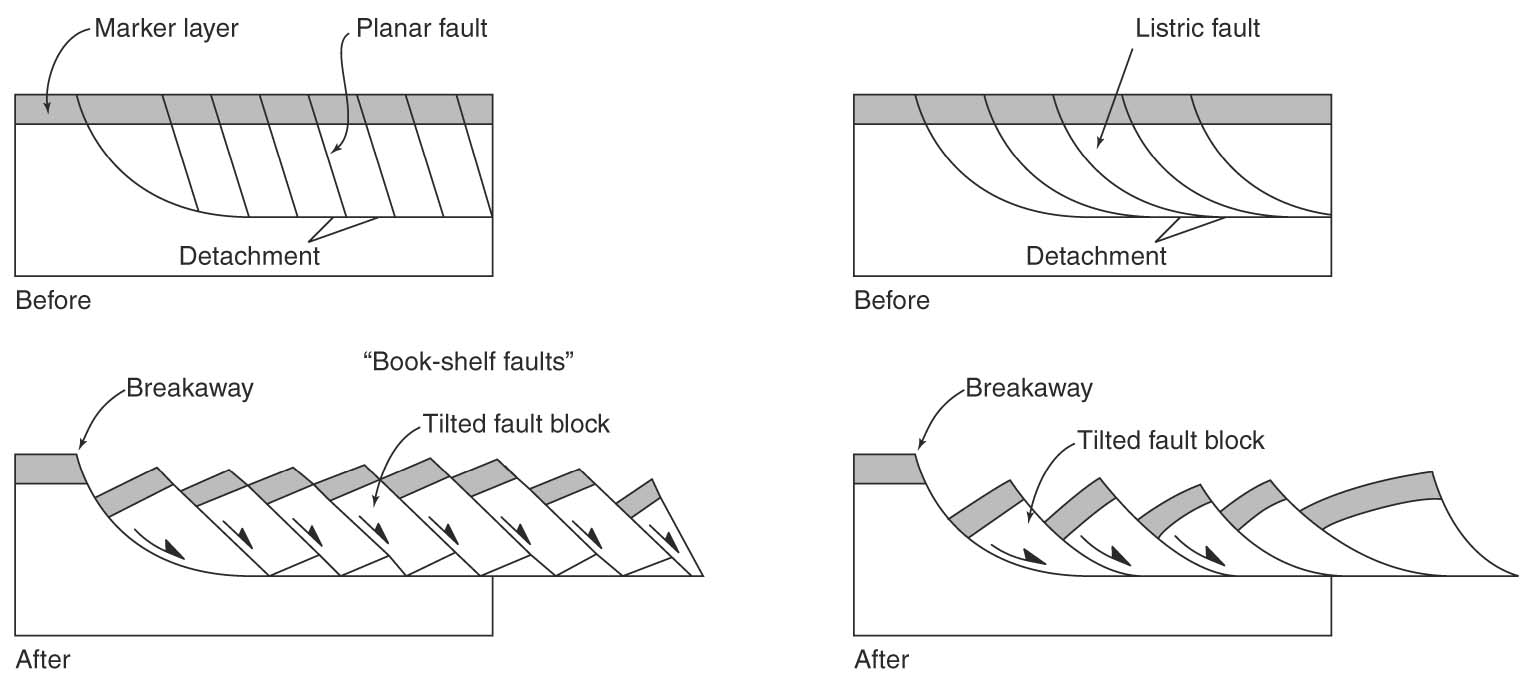 Marker layer
Planar fault
Detachment
Before
Listric fault
Detachment
Before
“Book-shelf faults”
Breakaway
Tilted fault block
After
Breakaway
Tilted fault block
After